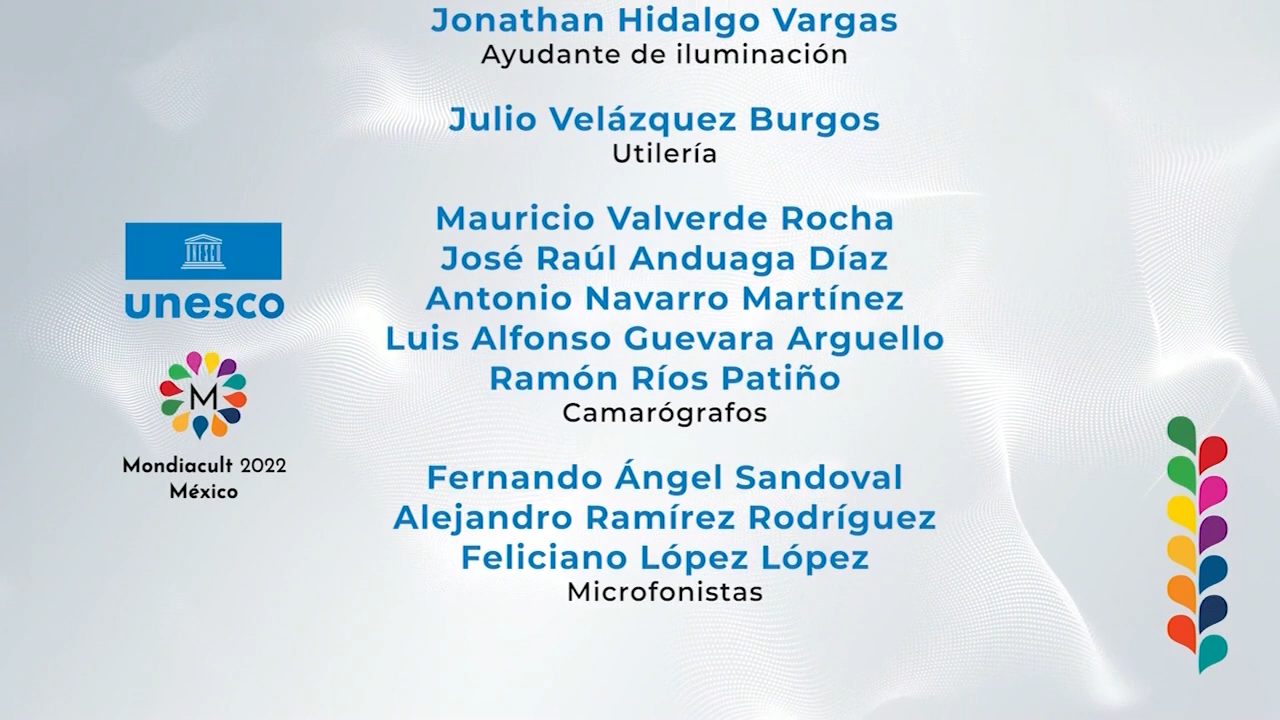 Jonathan Hidalgo Vargas
Ayudante de iluminación
Julio Velázquez Burgos
Utilería
Mauricio Valverde Rocha
José Raúl Anduaga Díaz
Antonio Navarro Martínez
Luis Alfonso Guevara Arguello
Ramón Ríos Patiño
Camarógrafos
Fernando Ángel Sandoval
Alejandro Ramírez Rodríguez
Feliciano López López
Microfonistas
UNESCO
unesco
M
Mondiacult 2022
México